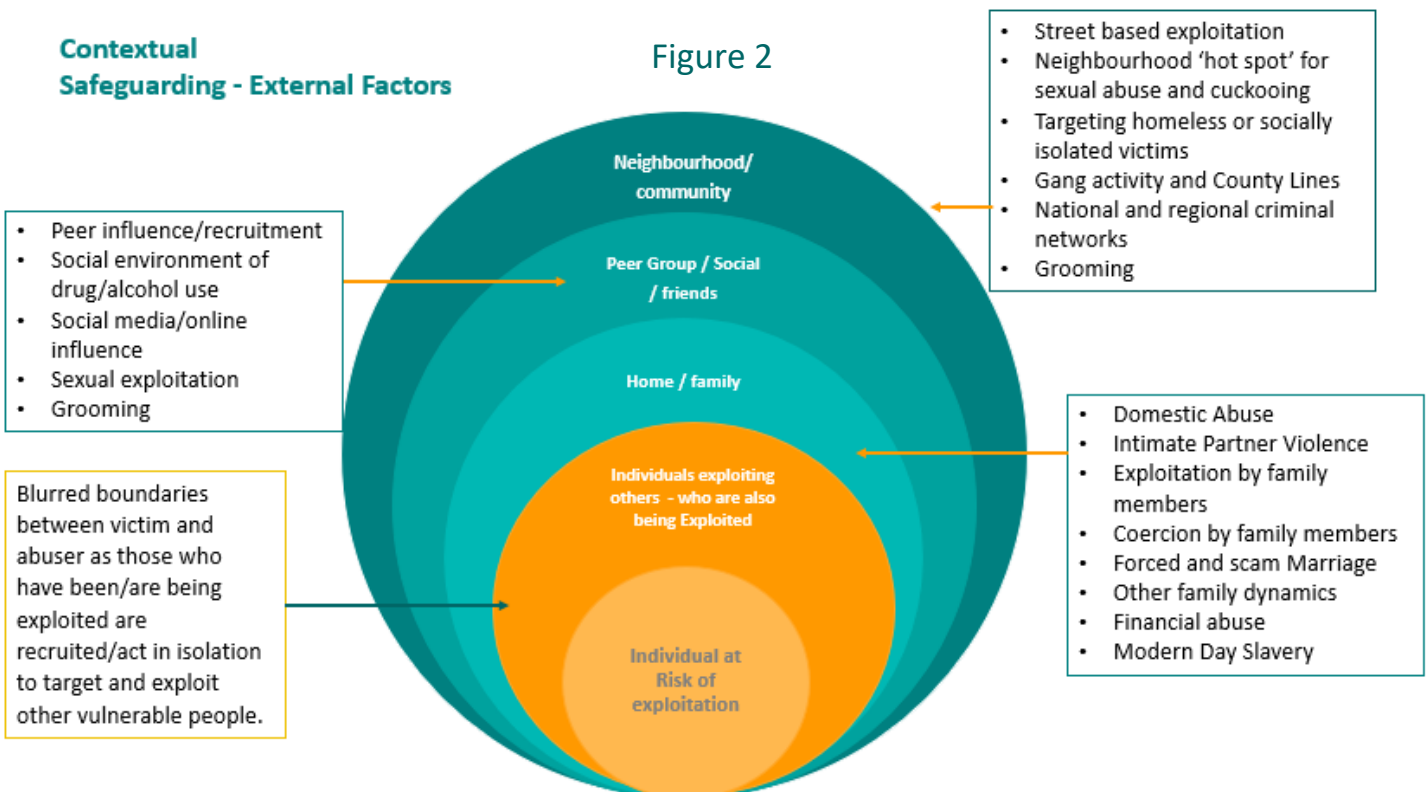 Contextual
Safeguarding - External Factors
Figure 2
• Street based exploitation
• Neighbourhood ‘hot spot’ for
sexual abuse and cuckooing
• Targeting homeless or socially
isolated victims
• Gang activity and County Lines
• National and regional criminal
networks
• Grooming
Neighbourhood/
community
• Peer influence/recruitment
• Social environment of
drug/alcohol use
• Social media/online
influence
• Sexual exploitation
• Grooming
Peer Group / Social
/ friends
Home / family
• Domestic Abuse
• Intimate Partner Violence
• Exploitation by family
members
• Coercion by family members
• Forced and scam Marriage
• Other family dynamics
• Financial abuse
• Modern Day Slavery
Blurred boundaries
between victim and
abuser as those who
have been/are being
exploited are
recruited/act in isolation
to target and exploit
other vulnerable people.
Individuals exploiting
others - who are also
being Exploited
Individual at
Risk of
exploitation